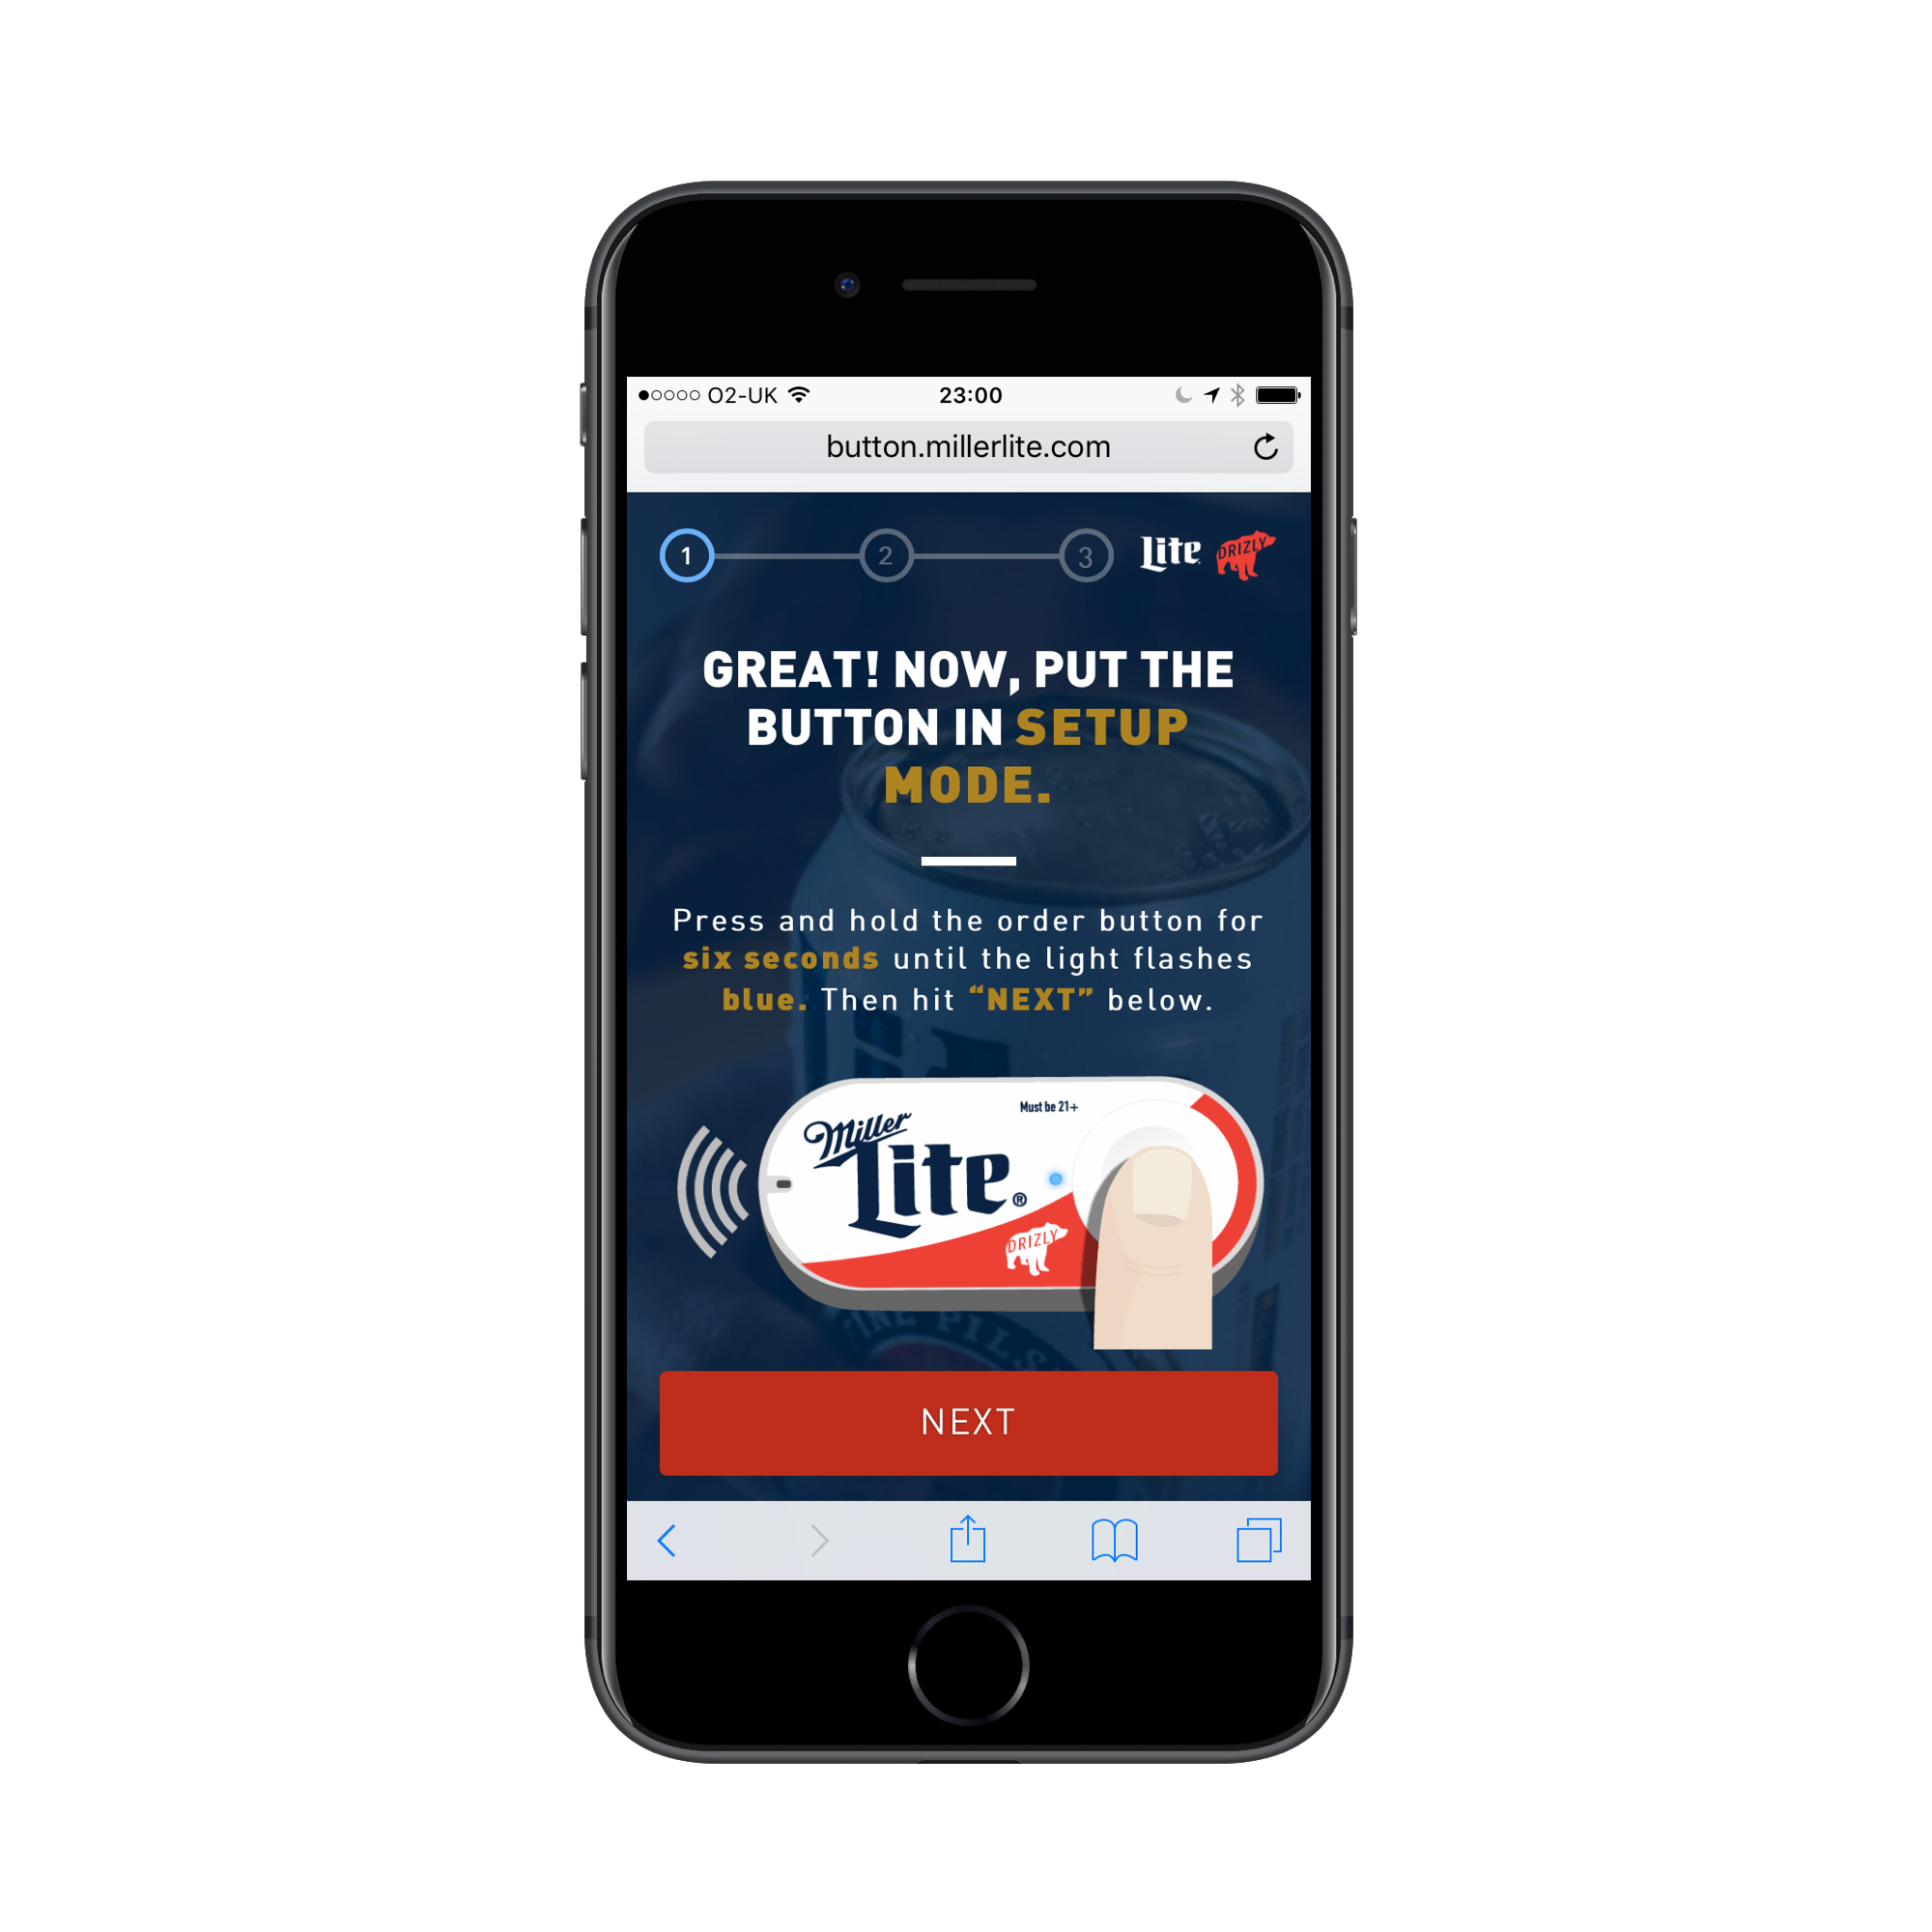 O2-UK 23:00
button.millerlite.com
1 2 3 Lite DRIZLY
GREAT! NOW, PUT THE
BUTTON IN SETUP
MODE.
Press and hold the order button for
six seconds until the light flashes
blue. Then hit “NEXT” below.
Must be 21+
Miller
Lite®
DRIZLY
FINE PILS
NEXT